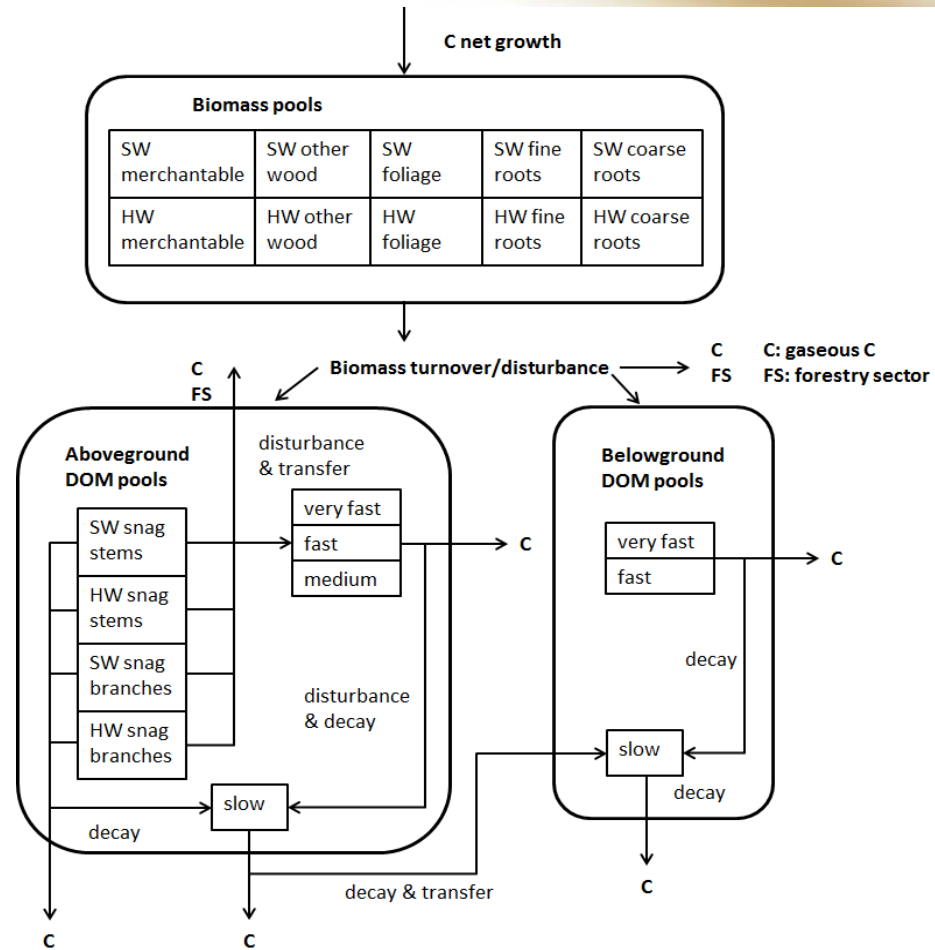 C net growth
Biomass pools
SW merchantable
SW other wood
SW foliage
SW fine roots
SW coarse roots
HW merchantable
HW other wood
HW foliage
HW fine roots
HW coarse roots
Biomass turnover/disturbance
C
FS
C: gaseous C
FS: forestry sector
C
FS
Aboveground
DOM pools
disturbance
& transfer
SW snag
stems
HW snag
stems
SW snag
branches
HW snag
branches
very fast
fast
medium
C
disturbance
& decay
slow
decay
C
C
decay & transfer
Belowground
DOM pools
very fast
fast
C
decay
slow
decay
C